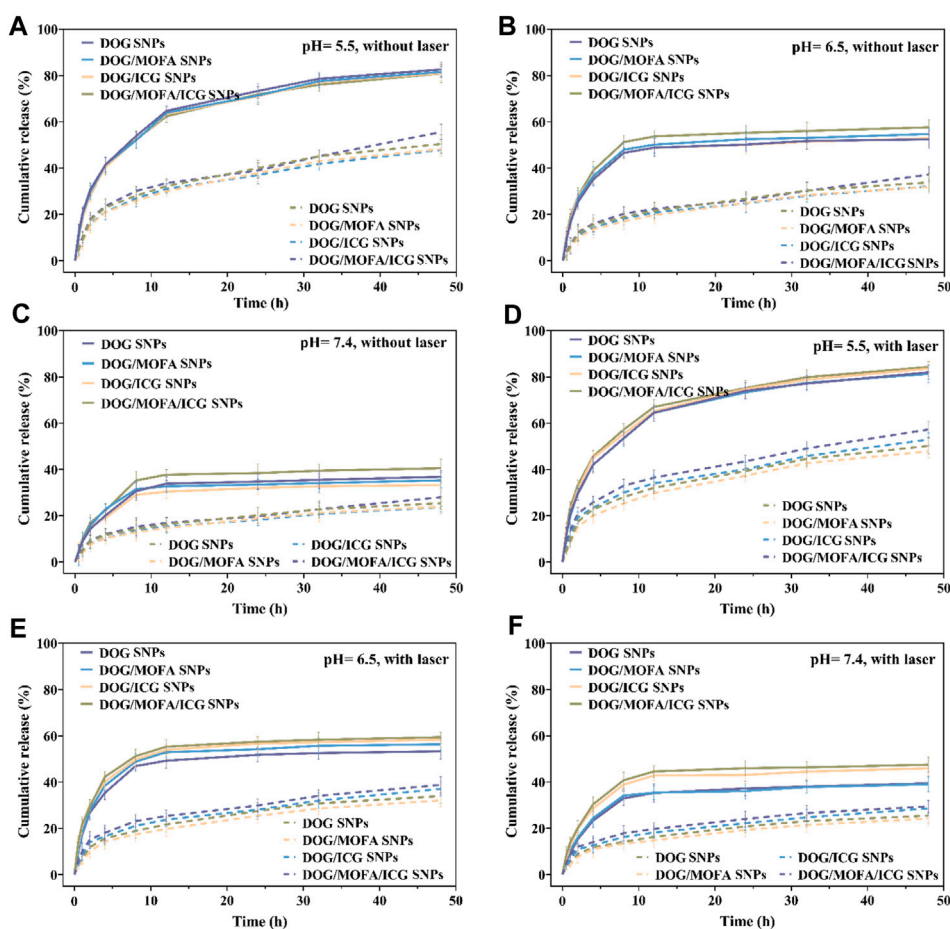 A
DOG SNPs
DOG/MOFA SNPs
DOG/ICG SNPs
DOG/MOFA/ICG SNPs
pH= 5.5, without laser
DOG SNPs
DOG/MOFA SNPs
DOG/ICG SNPs
DOG/MOFA/ICG SNPs
Cumulative release (%)
100
80
60
40
20
0
0 10 20 30 40 50
Time (h)
B
DOG SNPs
DOG/MOFA SNPs
DOG/ICG SNPs
DOG/MOFA/ICG SNPs
pH= 6.5, without laser
DOG SNPs
DOG/MOFA SNPs
DOG/ICG SNPs
DOG/MOFA/ICG SNPs
Cumulative release (%)
100
80
60
40
20
0
0 10 20 30 40 50
Time (h)
C
DOG SNPs
DOG/MOFA SNPs
DOG/ICG SNPs
DOG/MOFA/ICG SNPs
pH= 7.4, without laser
DOG SNPs DOG/ICG SNPs
DOG/MOFA SNPs DOG/MOFA/ICG SNPs
Cumulative release (%)
100
80
60
40
20
0
0 10 20 30 40 50
Time (h)
D
DOG SNPs
DOG/MOFA SNPs
DOG/ICG SNPs
DOG/MOFA/ICG SNPs
pH= 5.5, with laser
DOG SNPs
DOG/MOFA SNPs
DOG/ICG SNPs
DOG/MOFA/ICG SNPs
Cumulative release (%)
100
80
60
40
20
0
0 10 20 30 40 50
Time (h)
E
DOG SNPs
DOG/MOFA SNPs
DOG/ICG SNPs
DOG/MOFA/ICG SNPs
pH= 6.5, with laser
DOG SNPs
DOG/MOFA SNPs
DOG/ICG SNPs
DOG/MOFA/ICG SNPs
Cumulative release (%)
100
80
60
40
20
0
0 10 20 30 40 50
Time (h)
F
DOG SNPs
DOG/MOFA SNPs
DOG/ICG SNPs
DOG/MOFA/ICG SNPs
pH= 7.4, with laser
DOG SNPs DOG/ICG SNPs
DOG/MOFA SNPs DOG/MOFA/ICG SNPs
Cumulative release (%)
100
80
60
40
20
0
0 10 20 30 40 50
Time (h)